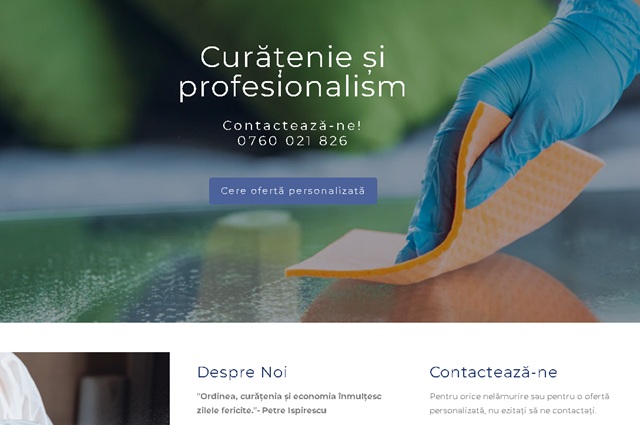 Curățenie și
profesionalism
Contactează-ne!
0760 021 826
Cere ofertă personalizată
Despre Noi
"Ordinea, curățenia și economia înmulțesc
zilele fericite."- Petre Ispirescu
Contactează-ne
Pentru orice nelămurire sau pentru o ofertă
personalizată, nu ezitați să ne contactați.